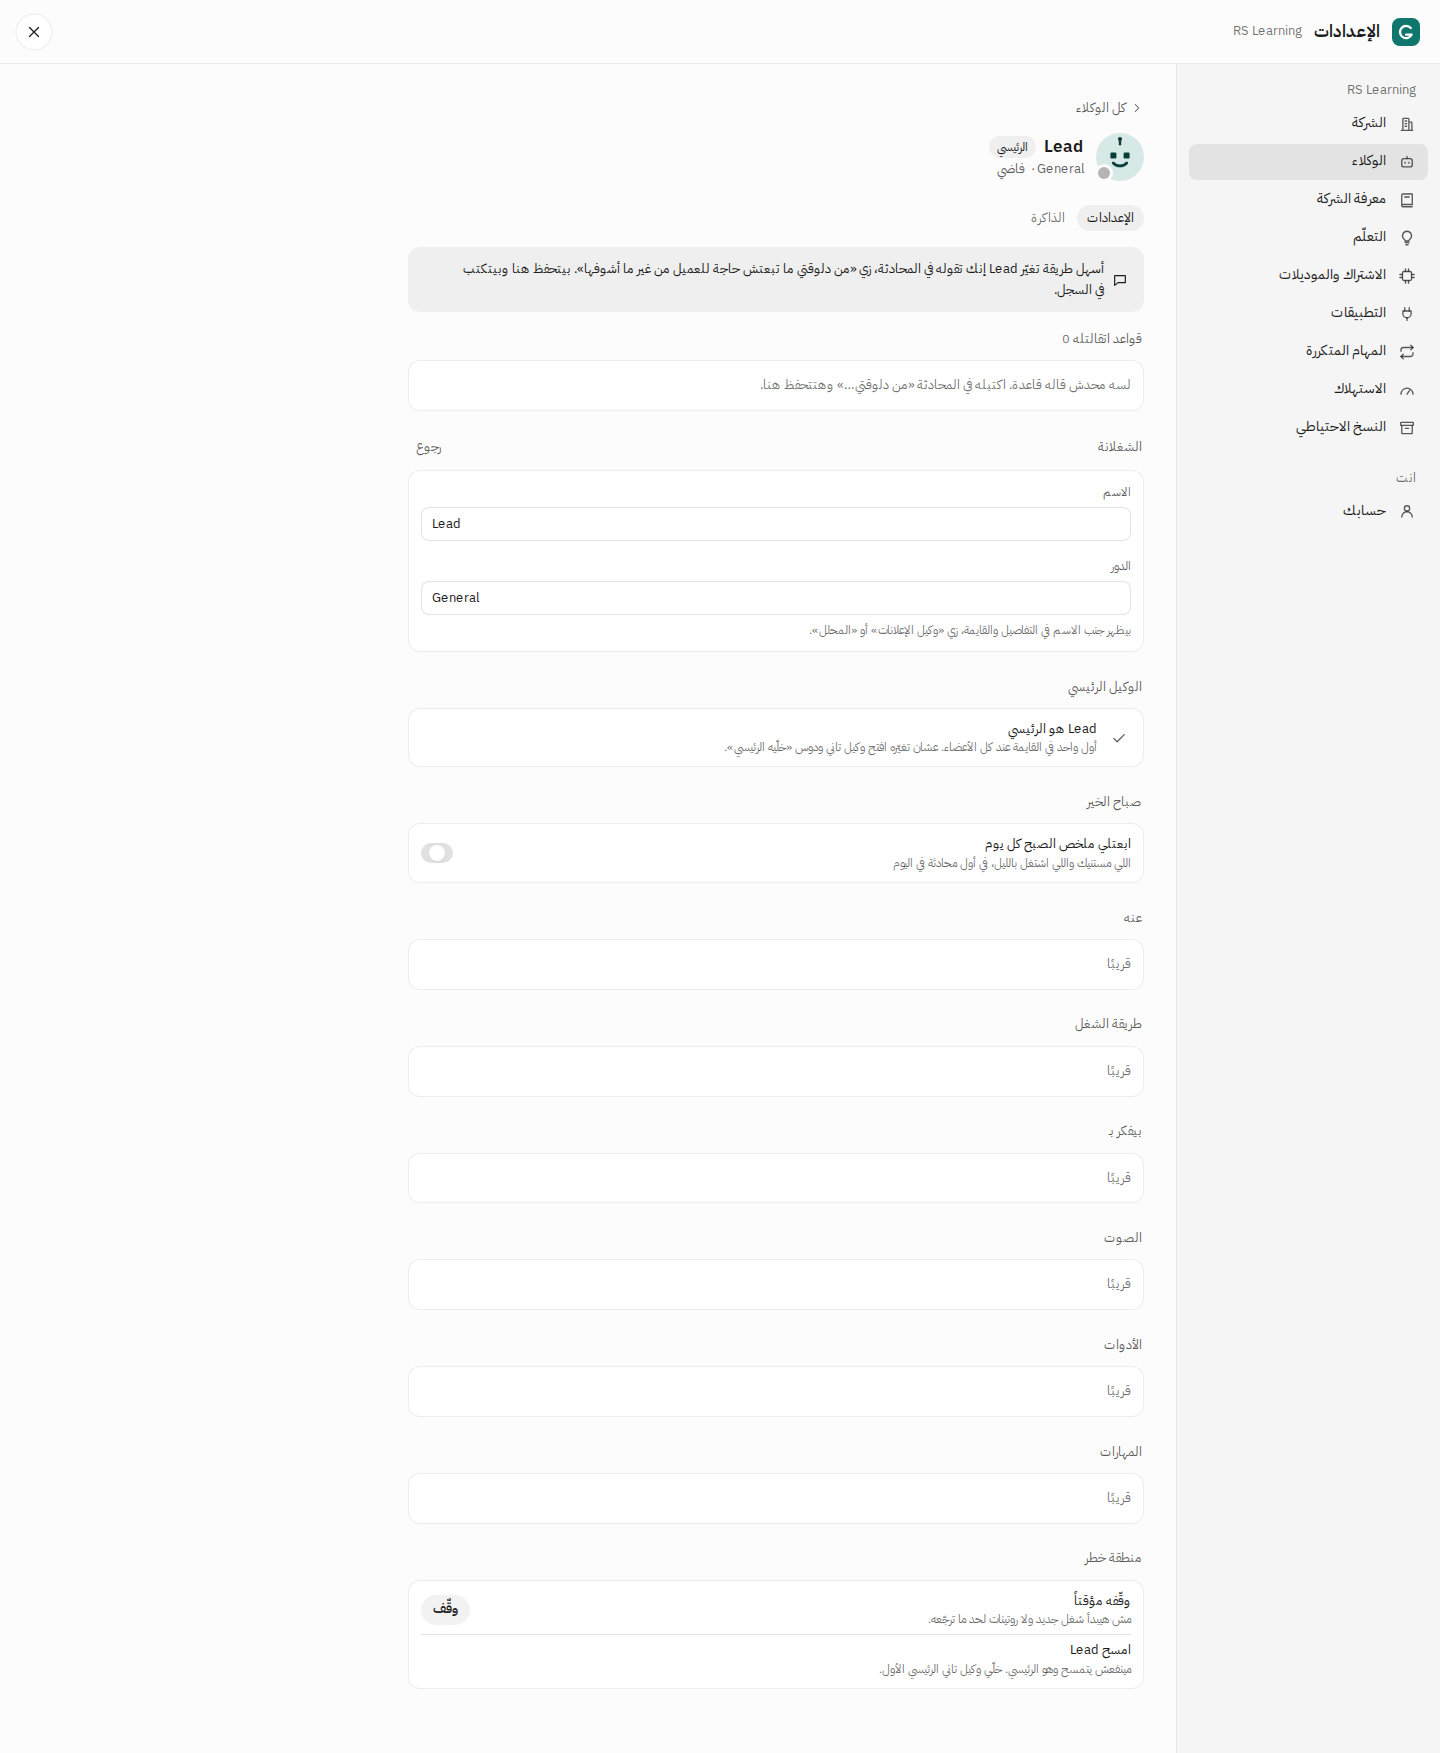 الإعدادات RS Learning
RS Learning
الشركة
الوكلاء
معرفة الشركة
التعلّم
الاشتراك والموديلات
التطبيقات
المهام المتكررة
الاستهلاك
النسخ الاحتياطي
انت
حسابك
كل الوكلاء
Lead الرئيسي
General · فاضي
الإعدادات الذاكرة
أسهل طريقة تغيّر Lead إنك تقوله في المحادثة، زي «من دلوقتي ما تبعتش حاجة للعميل من غير ما أشوفها». بيتحفظ هنا وبيتكتب
في السجل.
قواعد اتقالتله 0
لسه محدش قاله قاعدة. اكتبله في المحادثة «من دلوقتي…» وهتتحفظ هنا.
الشغلانة رجوع
الاسم
Lead
الدور
General
بيظهر جنب الاسم في التفاصيل والقايمة، زي «وكيل الإعلانات» أو «المحلل».
الوكيل الرئيسي
Lead هو الرئيسي
أول واحد في القايمة عند كل الأعضاء. عشان تغيّره افتح وكيل تاني ودوس «خلّيه الرئيسي».
صباح الخير
ابعتلي ملخص الصبح كل يوم
اللي مستنيك واللي اشتغل بالليل، في أول محادثة في اليوم
عنه
قريبًا
طريقة الشغل
قريبًا
بيفكر بـ
قريبًا
الصوت
قريبًا
الأدوات
قريبًا
المهارات
قريبًا
منطقة خطر
وقّفه مؤقتاً
مش هيبدأ شغل جديد ولا روتينات لحد ما ترجّعه.
وقّف
امسح Lead
مينفعش يتمسح وهو الرئيسي. خلّي وكيل تاني الرئيسي الأول.